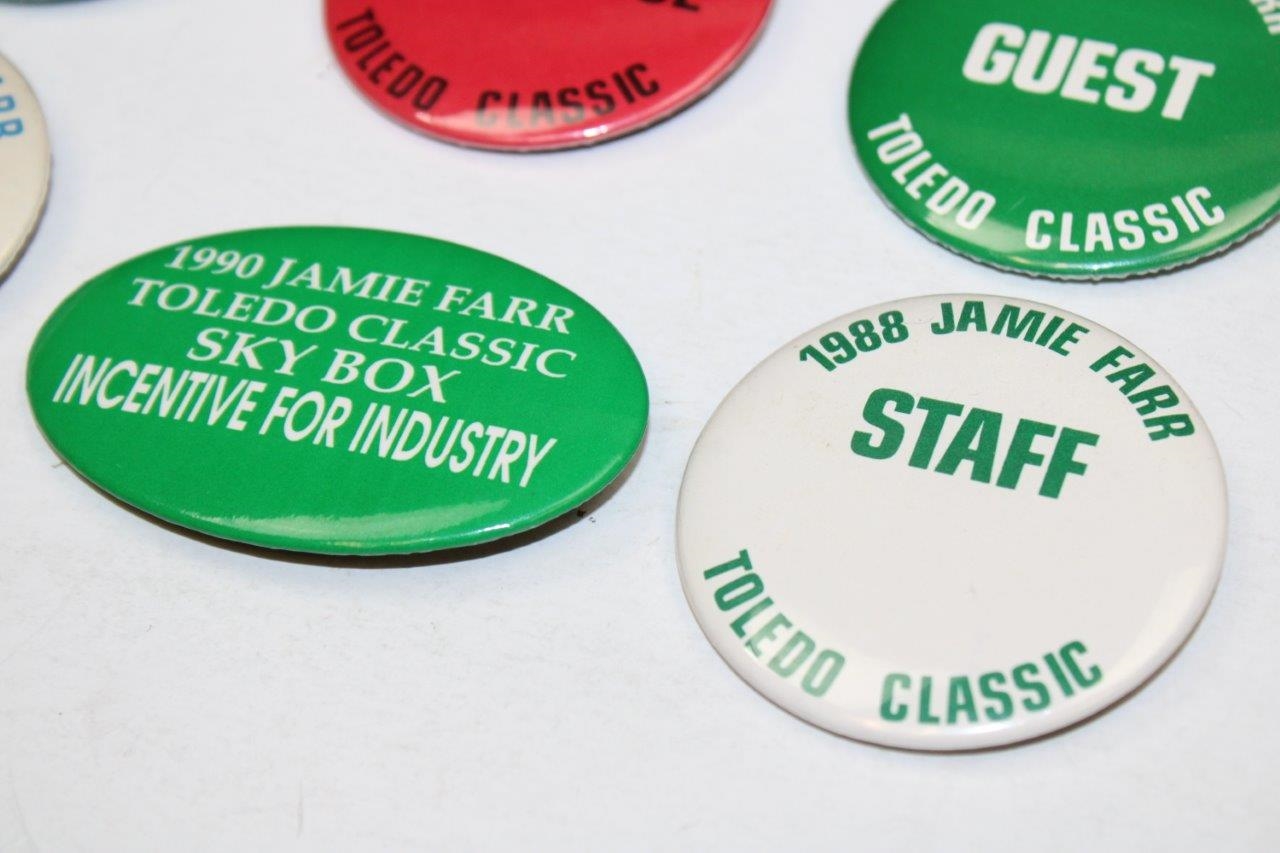 TOLEDO CLASSIC
GUEST
TOLEDO CLASSIC
1990 JAMIE FARR
TOLEDO CLASSIC
SKY BOX
INCENTIVE FOR INDUSTRY
1988 JAMIE FARR
STAFF
TOLEDO CLASSIC